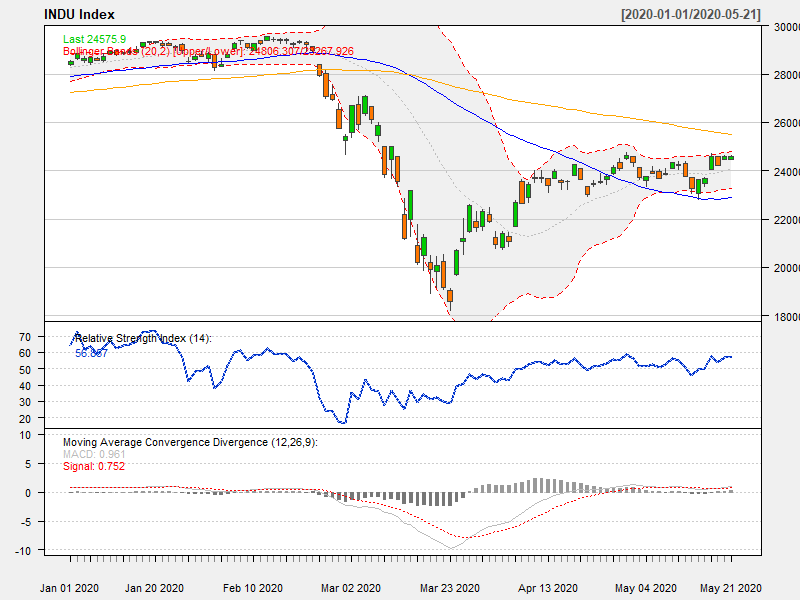 INDU Index [2020-01-01/2020-05-21]
Last 24575.9
Bollinger Bands (20,2) [Upper/Lower]: 24806.307/23267.926
30000
28000
26000
24000
22000
20000
18000
Relative Strength Index (14):
56.867
70
60
50
40
30
20
Moving Average Convergence Divergence (12,26,9):
MACD: 0.961
Signal: 0.752
10
5
0
-5
-10
Jan 01 2020 Jan 20 2020 Feb 10 2020 Mar 02 2020 Mar 23 2020 Apr 13 2020 May 04 2020 May 21 2020